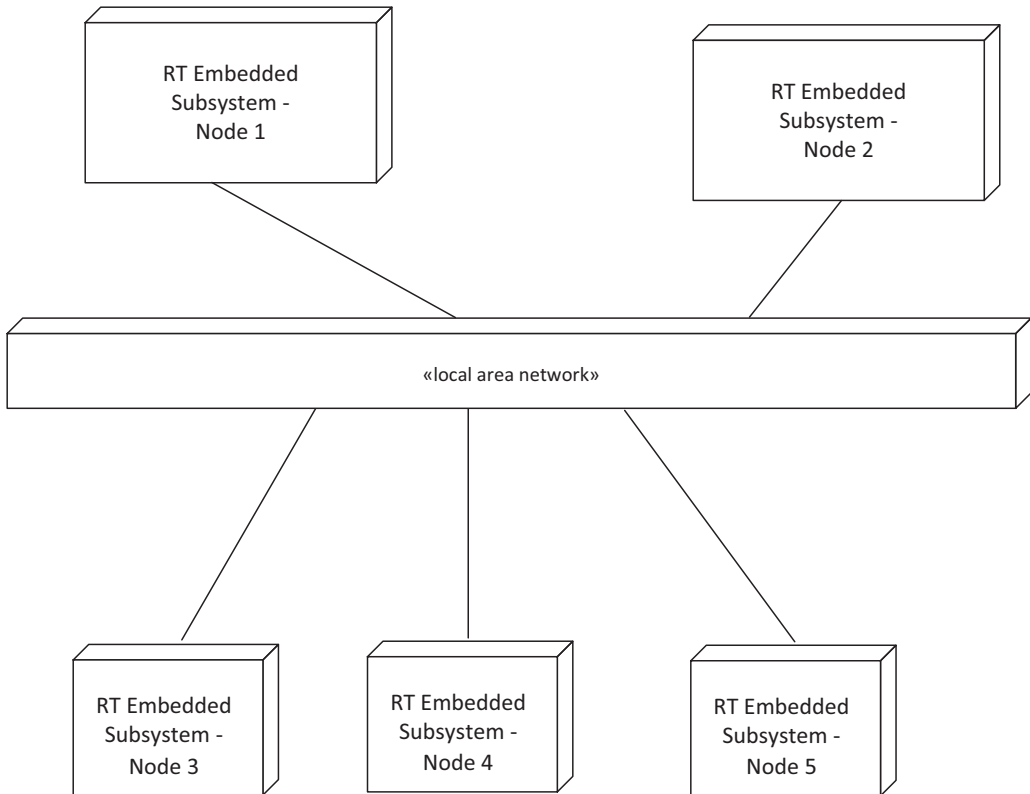 RT Embedded
Subsystem -
Node 1
RT Embedded
Subsystem -
Node 2
«local area network»
RT Embedded
Subsystem -
Node 3
RT Embedded
Subsystem -
Node 4
RT Embedded
Subsystem -
Node 5